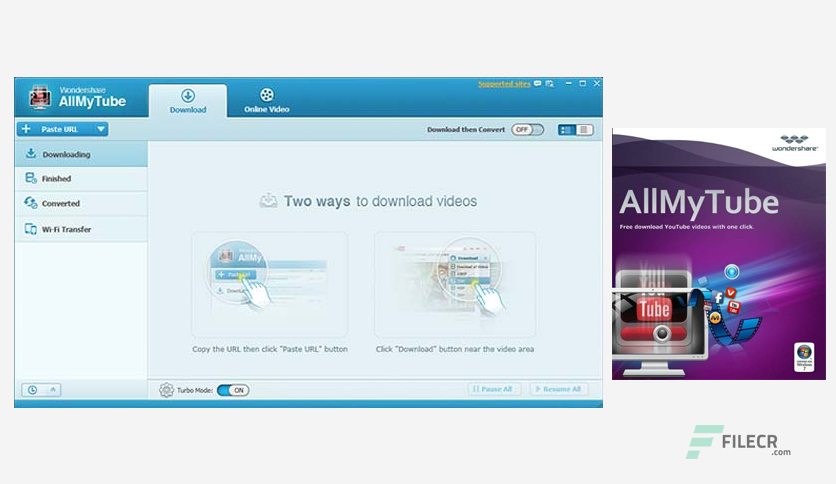 Wondershare
AllMyTube
Download
Online Video
Supported sites
Paste URL
Download then Convert
OFF
Downloading
Finished
Converted
Wi-Fi Transfer
Two ways to download videos
AllMy
Copy the URL then click "Paste URL" button
Download
Click "Download" button near the video area
Turbo Mode:
ON
Pause All
Resume All
wondershare
AllMyTube
Free download YouTube videos with one click.
You
Tube
FILECR
.com